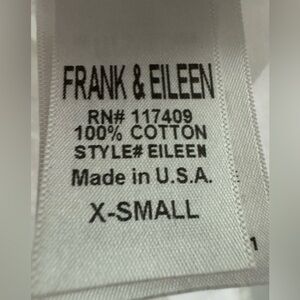 FRANK & EILEEN
RN# 117409
100% COTTON
STYLE# EILEEN
Made in U.S.A.
X-SMALL
1